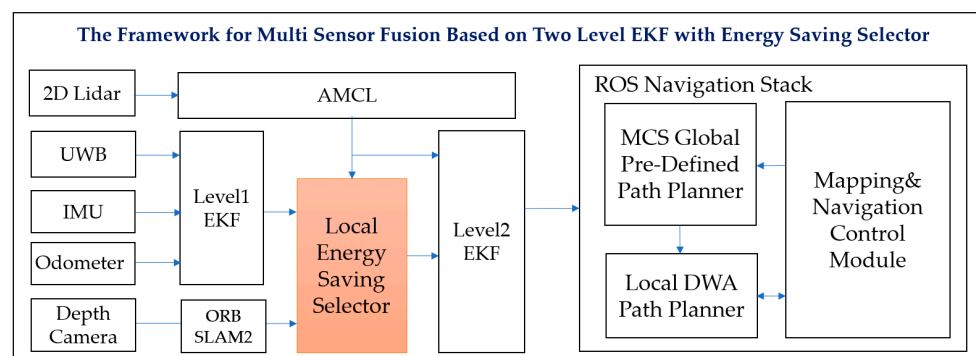 The Framework for Multi Sensor Fusion Based on Two Level EKF with Energy Saving Selector
2D Lidar
AMCL
UWB
IMU
Odometer
Level1
EKF
Depth
Camera
ORB
SLAM2
Local
Energy
Saving
Selector
Level2
EKF
ROS Navigation Stack
MCS Global
Pre-Defined
Path Planner
Local DWA
Path Planner
Mapping&
Navigation
Control
Module